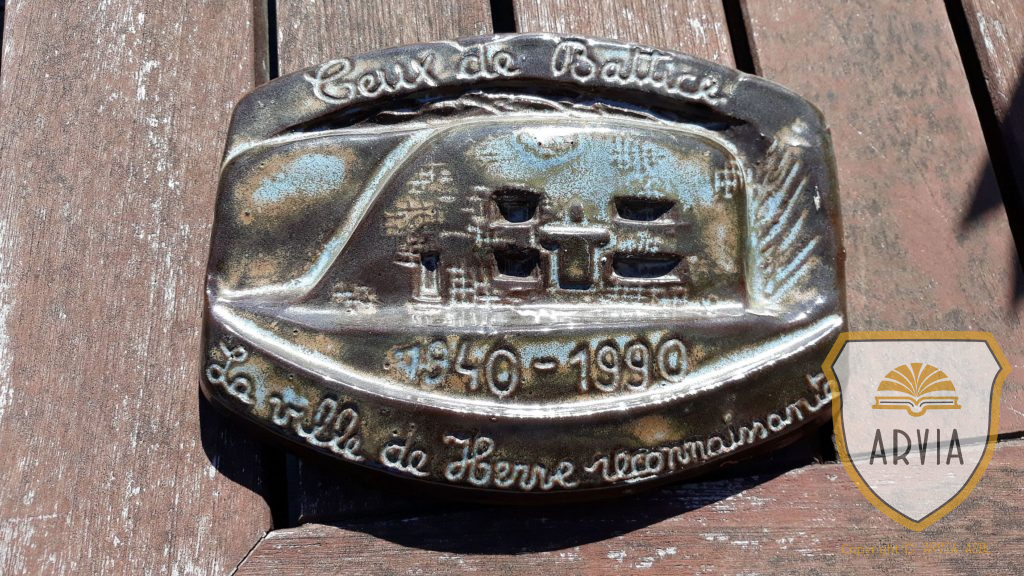 Ceux de Battice
1940-1990
La ville de Herve reconnaissante
ARVIA